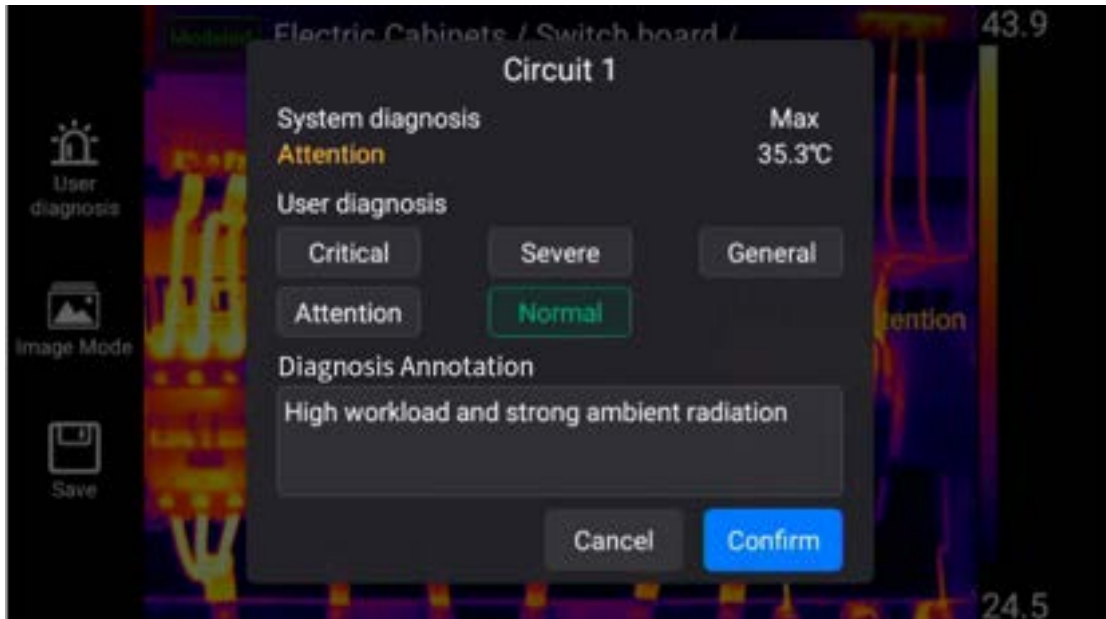 Modeled Electric Cabinets / Switch board / 43.9
Circuit 1
System diagnosis Max
Attention 35.3℃
User diagnosis
User diagnosis
Critical Severe General
Attention Normal
tention
Image Mode
Diagnosis Annotation
High workload and strong ambient radiation
Save
Cancel Confirm
24.5